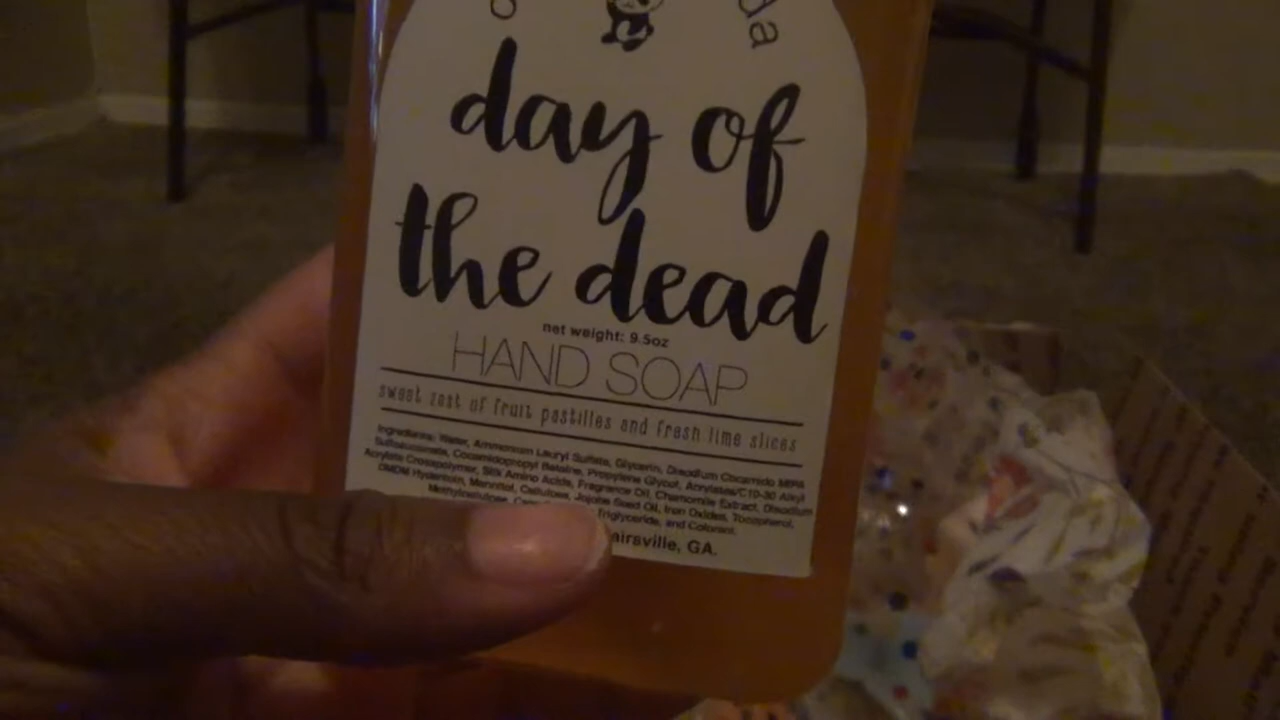 da
day of
the dead
net weight: 9.5oz
HAND SOAP
sweet zest of fruit pastilles and fresh lime slices
Ingredients: Water, Ammonium Lauryl Sulfate, Glycerin, Disodium Cocamido MIPA
Sulfosuccinate, Cocamidopropyl Betaine, Propylene Glycol, Acrylates/C10-30 Alkyl
Acrylate Crosspolymer, Silk Amino Acids, Fragrance Oil, Chamomile Extract, Disodium
DMDM Hydantoin, Mannitol, Cellulose, Jojoba Seed Oil, Iron Oxides, Tocopherol,
Triglyceride, and Colorant.
airsville, GA.